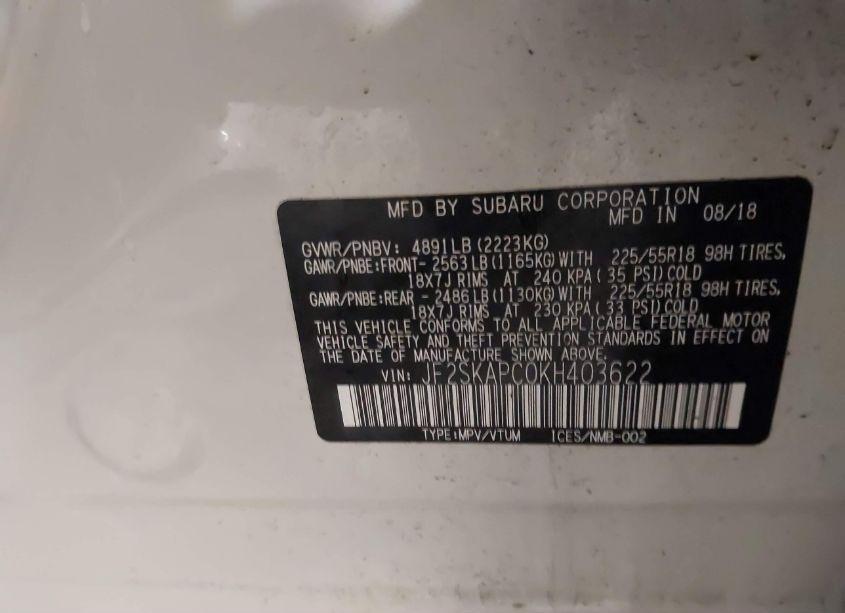 MFD BY SUBARU CORPORATION
MFD IN 08/18
GVWR/PNBV: 4891LB (2223KG)
GAWR/PNBE:FRONT- 2563LB (1165KG) WITH 225/55R18 98H TIRES,
18X7J RIMS AT 240 KPA ( 35 PSI) COLD
GAWR/PNBE:REAR - 2486LB (1130KG) WITH 225/55R18 98H TIRES,
18X7J RIMS AT 230 KPA ( 33 PSI) COLD
THIS VEHICLE CONFORMS TO ALL APPLICABLE FEDERAL MOTOR
VEHICLE SAFETY AND THEFT PREVENTION STANDARDS IN EFFECT ON
THE DATE OF MANUFACTURE SHOWN ABOVE.
VIN: JF2SKAPC0KH403622
TYPE:MPV/VTUM ICES/NMB-002